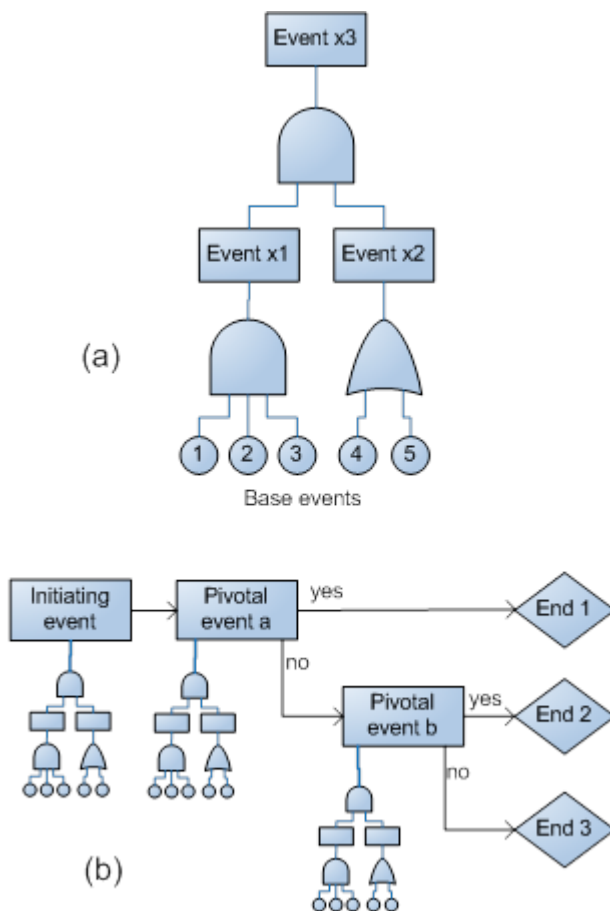 Event x3
Event x1
Event x2
(a)
1
2
3
4
5
Base events
Initiating
event
Pivotal
event a
yes
End 1
no
Pivotal
event b
yes
End 2
no
End 3
(b)